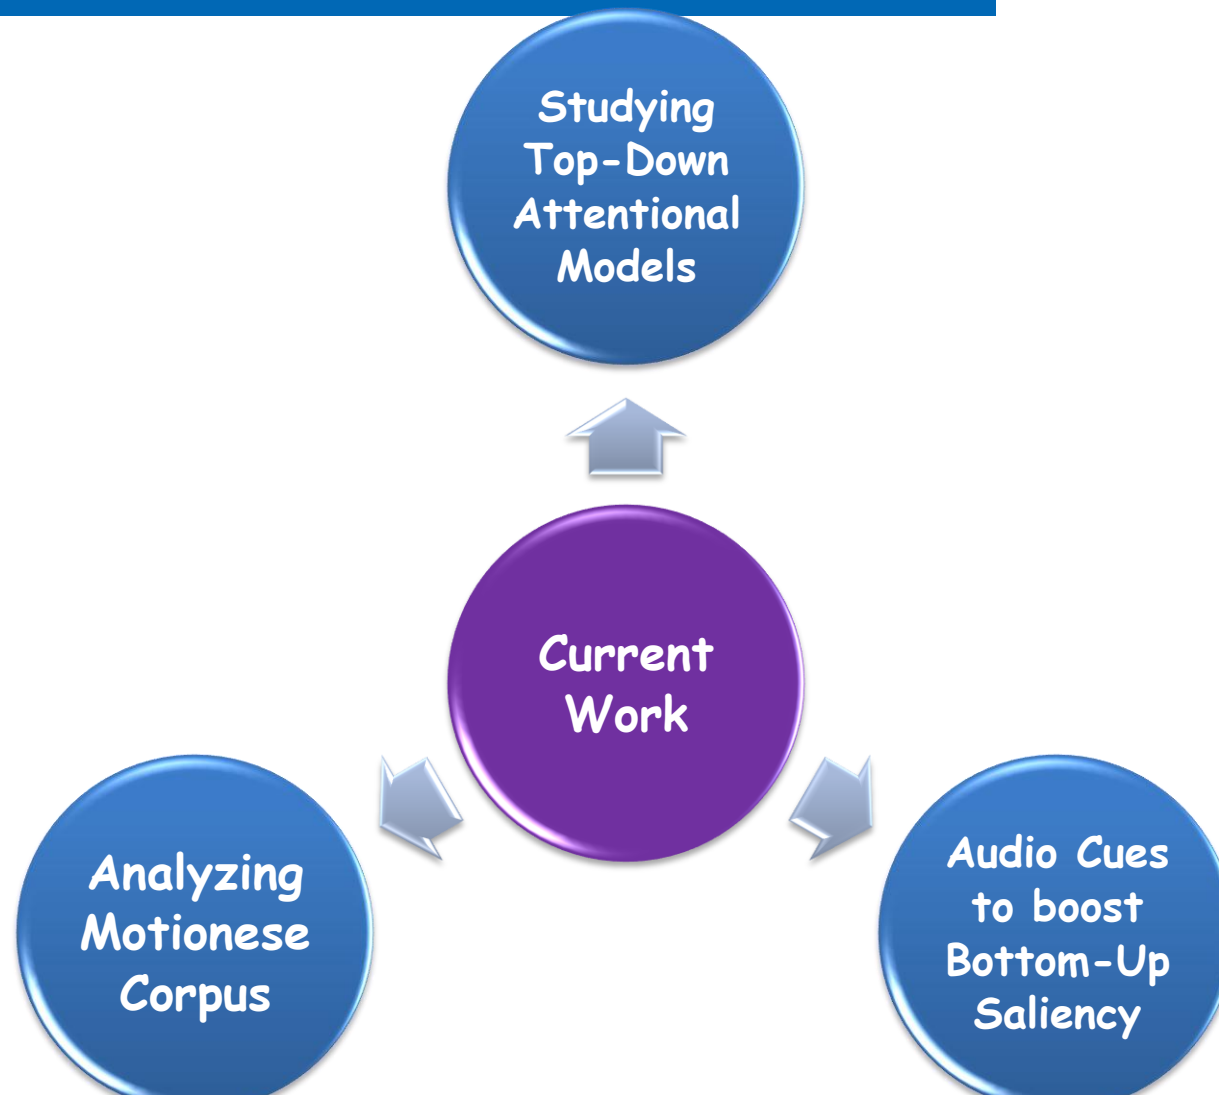 Studying
Top-Down
Attentional
Models
Current
Work
Analyzing
Motionese
Corpus
Audio Cues
to boost
Bottom-Up
Saliency